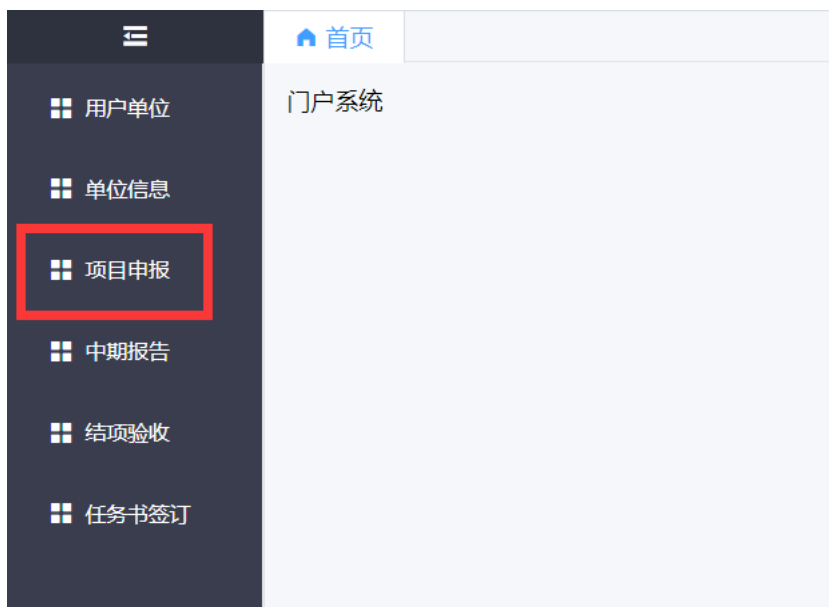 首页
用户单位
门户系统
单位信息
项目申报
中期报告
结项验收
任务书签订